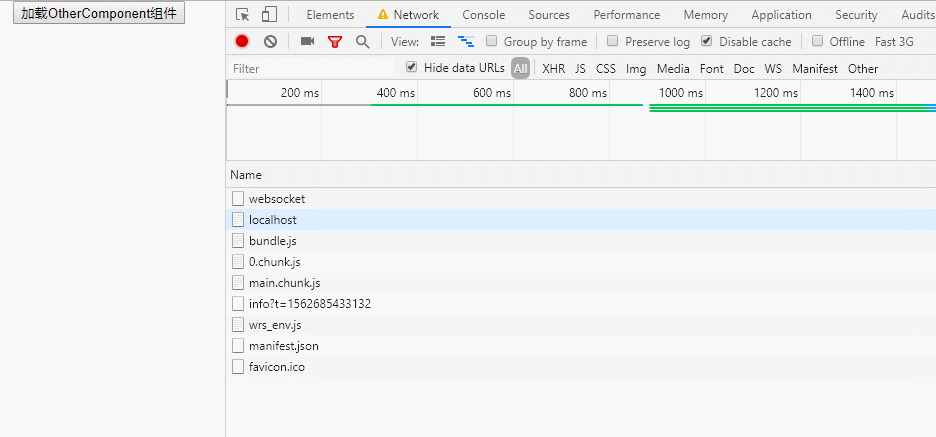 加载OtherComponent组件
Elements Network Console Sources Performance Memory Application Security Audits
View: Group by frame Preserve log Disable cache Offline Fast 3G
Filter Hide data URLs All XHR JS CSS Img Media Font Doc WS Manifest Other
200 ms 400 ms 600 ms 800 ms 1000 ms 1200 ms 1400 ms
Name
websocket
localhost
bundle.js
0.chunk.js
main.chunk.js
info?t=1562685433132
wrs_env.js
manifest.json
favicon.ico